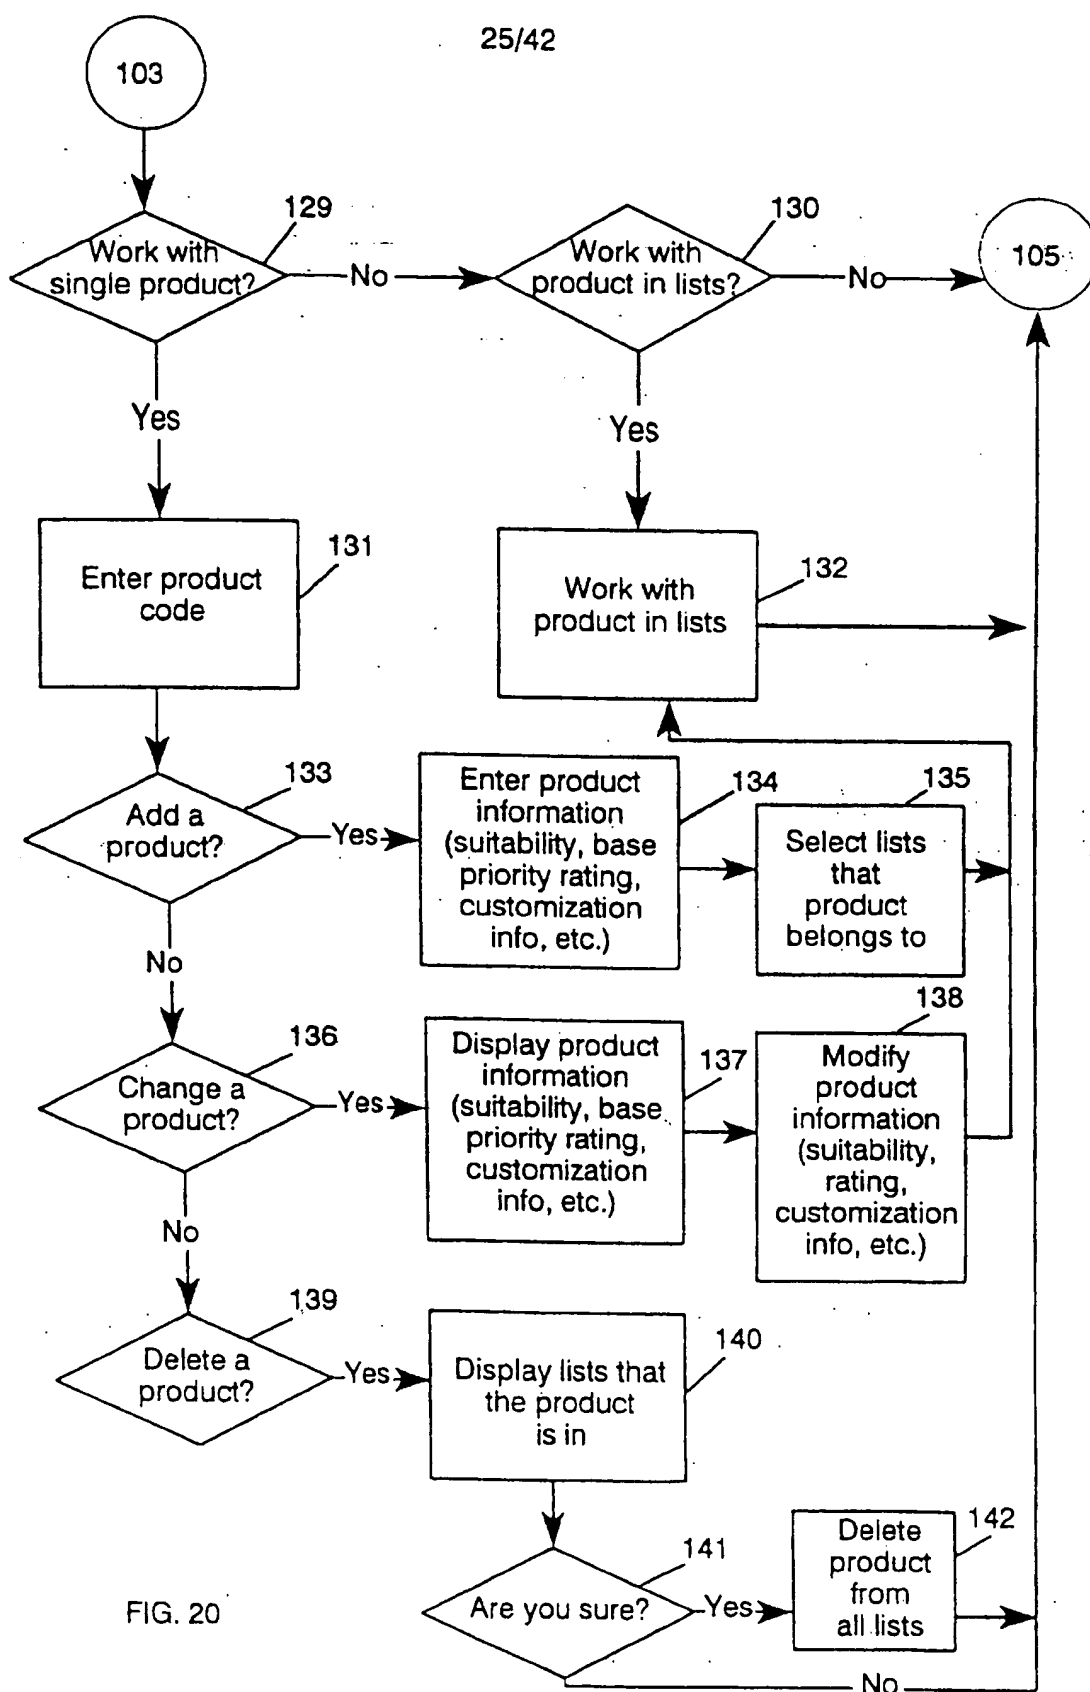 25/42
103
129
Work with
single product?
No
130
Work with
product in lists?
No
105
Yes
Yes
131
Enter product
code
132
Work with
product in lists
133
Add a
product?
Yes
Enter product
information
(suitability, base
priority rating,
customization
info, etc.)
134
135
Select lists
that
product
belongs to
No
136
Change a
product?
Yes
Display product
information
(suitability, base
priority rating,
customization
info, etc.)
137
138
Modify
product
information
(suitability,
rating,
customization
info, etc.)
No
139
Delete a
product?
Yes
Display lists that
the product
is in
140
141
Are you sure?
Yes
Delete
product
from
all lists
142
No
FIG. 20